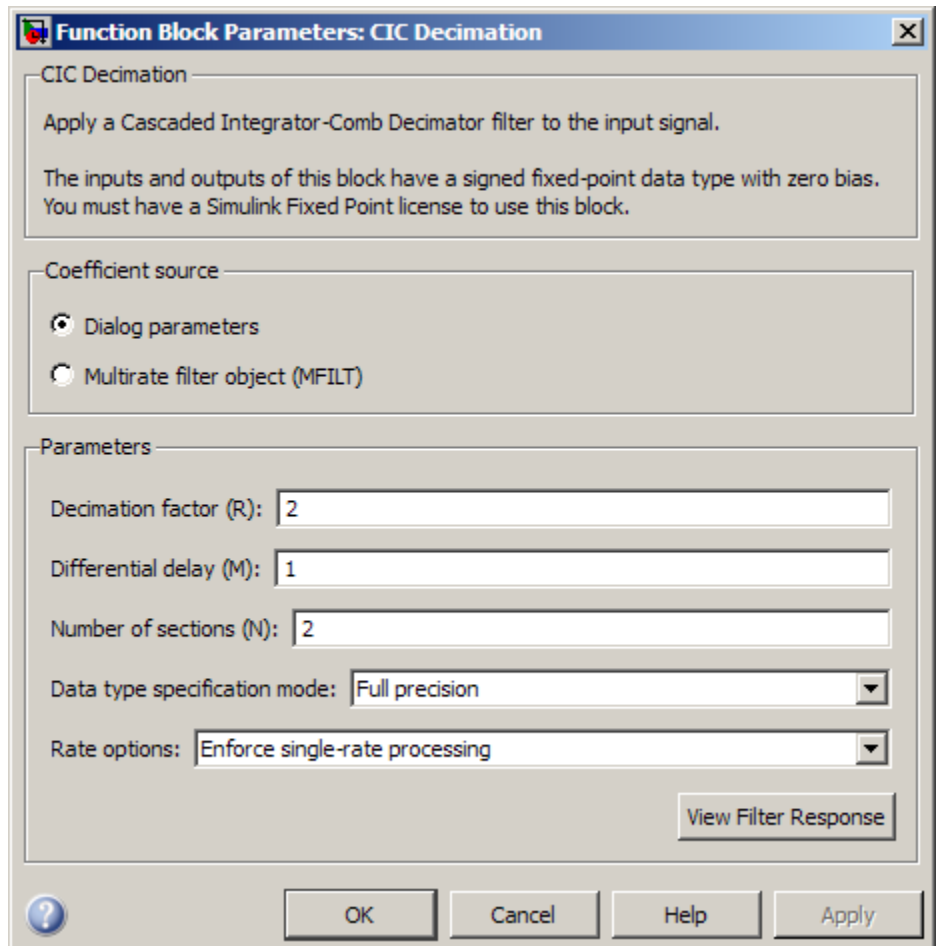 Function Block Parameters: CIC Decimation
CIC Decimation
Apply a Cascaded Integrator-Comb Decimator filter to the input signal.
The inputs and outputs of this block have a signed fixed-point data type with zero bias.
You must have a Simulink Fixed Point license to use this block.
Coefficient source
Dialog parameters
Multirate filter object (MFILT)
Parameters
Decimation factor (R): 2
Differential delay (M): 1
Number of sections (N): 2
Data type specification mode: Full precision
Rate options: Enforce single-rate processing
View Filter Response
? OK Cancel Help Apply